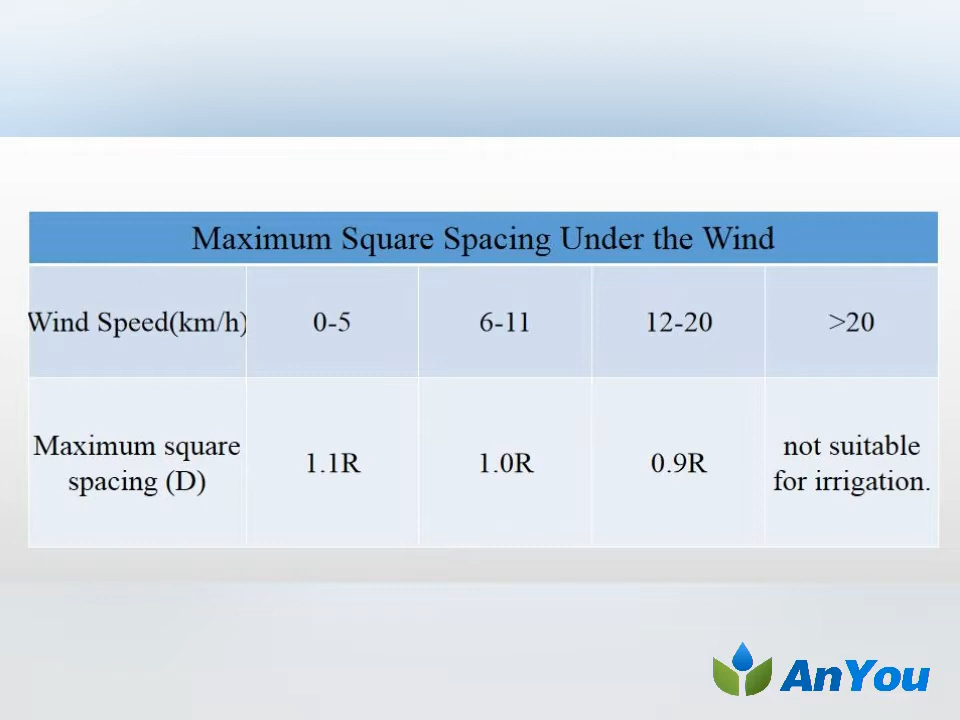 Maximum Square Spacing Under the Wind
Wind Speed(km/h) 0-5 6-11 12-20 >20
Maximum square
spacing (D) 1.1R 1.0R 0.9R not suitable
for irrigation.
AnYou